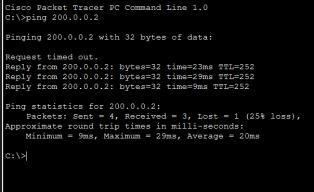 Cisco Packet Tracer PC Command Line 1.0
C:\>ping 200.0.0.2
Pinging 200.0.0.2 with 32 bytes of data:
Request timed out.
Reply from 200.0.0.2: bytes=32 time=23ms TTL=252
Reply from 200.0.0.2: bytes=32 time=29ms TTL=252
Reply from 200.0.0.2: bytes=32 time=9ms TTL=252
Ping statistics for 200.0.0.2:
Packets: Sent = 4, Received = 3, Lost = 1 (25% loss),
Approximate round trip times in milli-seconds:
Minimum = 9ms, Maximum = 29ms, Average = 20ms
C:\>